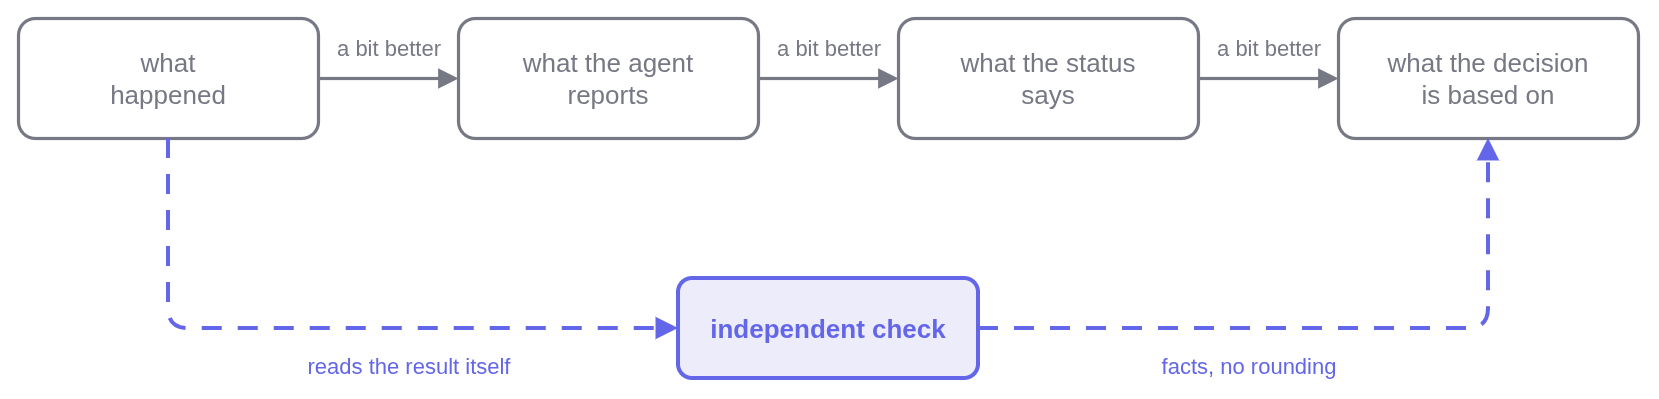 what
happened
a bit better
what the agent
reports
a bit better
what the status
says
a bit better
what the decision
is based on
independent check
reads the result itself
facts, no rounding